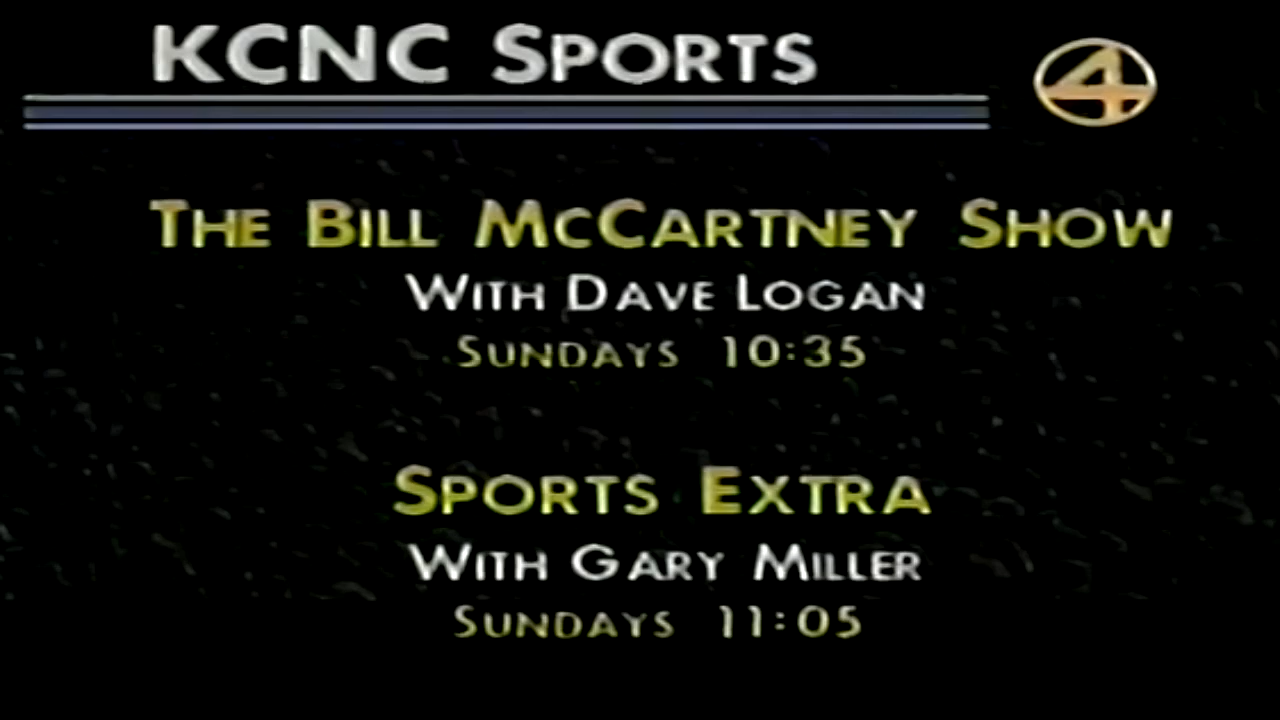 KCNC SPORTS
4
THE BILL MCCARTNEY SHOW
WITH DAVE LOGAN
SUNDAYS 10:35
SPORTS EXTRA
WITH GARY MILLER
SUNDAYS 11:05